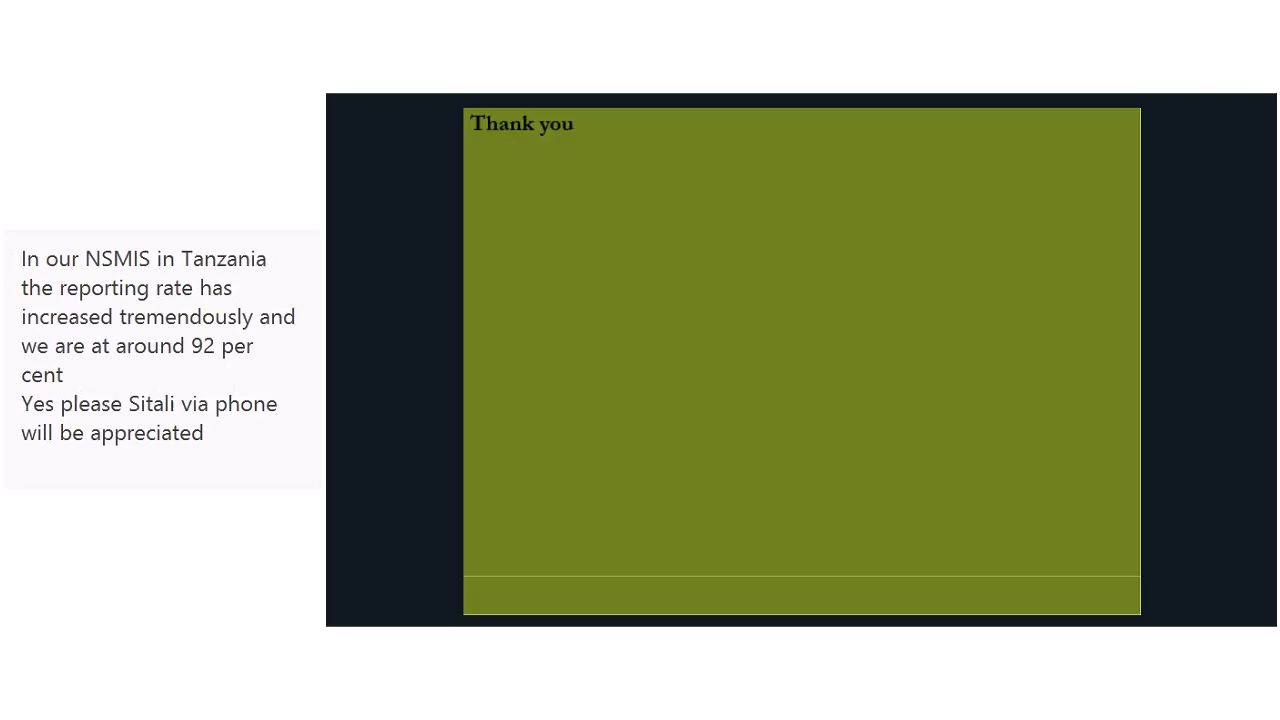 In our NSMIS in Tanzania
the reporting rate has
increased tremendously and
we are at around 92 per
cent
Yes please Sitali via phone
will be appreciated
Thank you